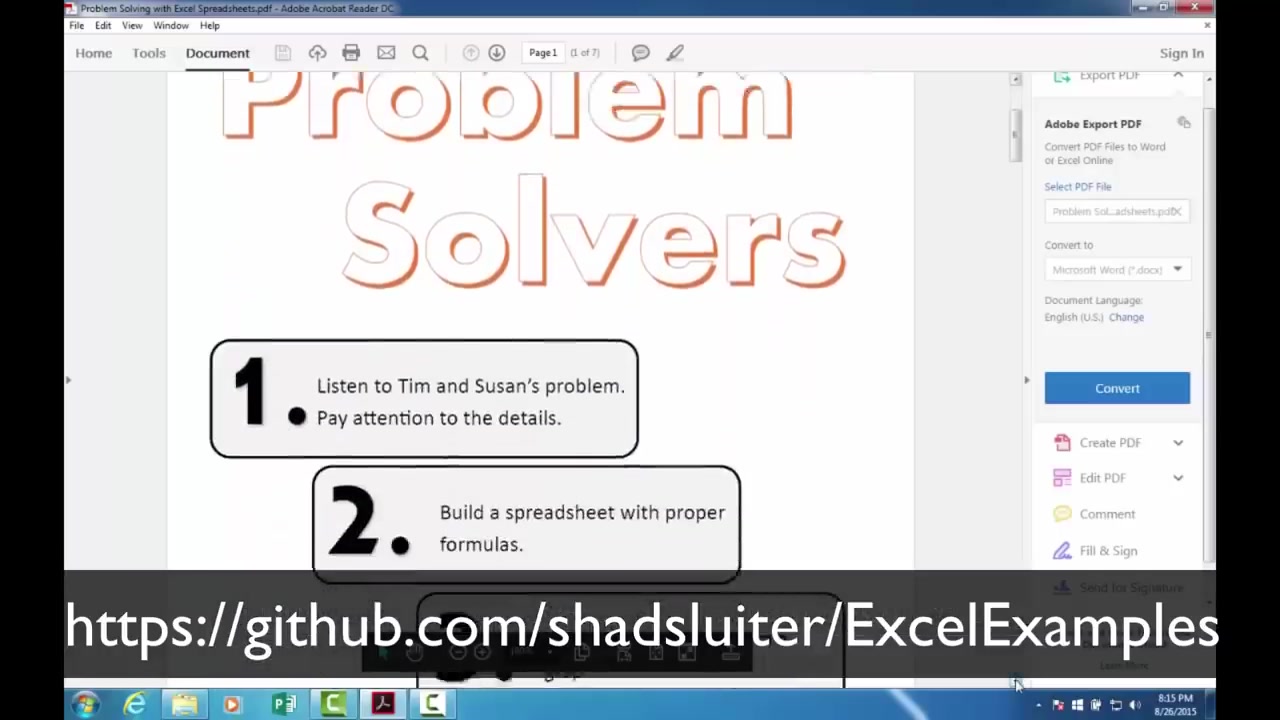 Problem Solving with Excel Spreadsheets.pdf - Adobe Acrobat Reader DC
File Edit View Window Help
Home Tools Document Page 1 (1 of 7) Sign In
Export PDF
Problem
Solvers
Adobe Export PDF
Convert PDF Files to Word
or Excel Online
Select PDF File
Problem Sol...adsheets.pdf
Convert to
Microsoft Word (*.docx)
Document Language:
English (U.S.) Change
Convert
1. Listen to Tim and Susan's problem.
Pay attention to the details.
Create PDF
Edit PDF
2. Build a spreadsheet with proper
formulas.
Comment
Fill & Sign
Send for Signature
https://github.com/shadsluiter/ExcelExamples
Learn More
8:15 PM
8/26/2015